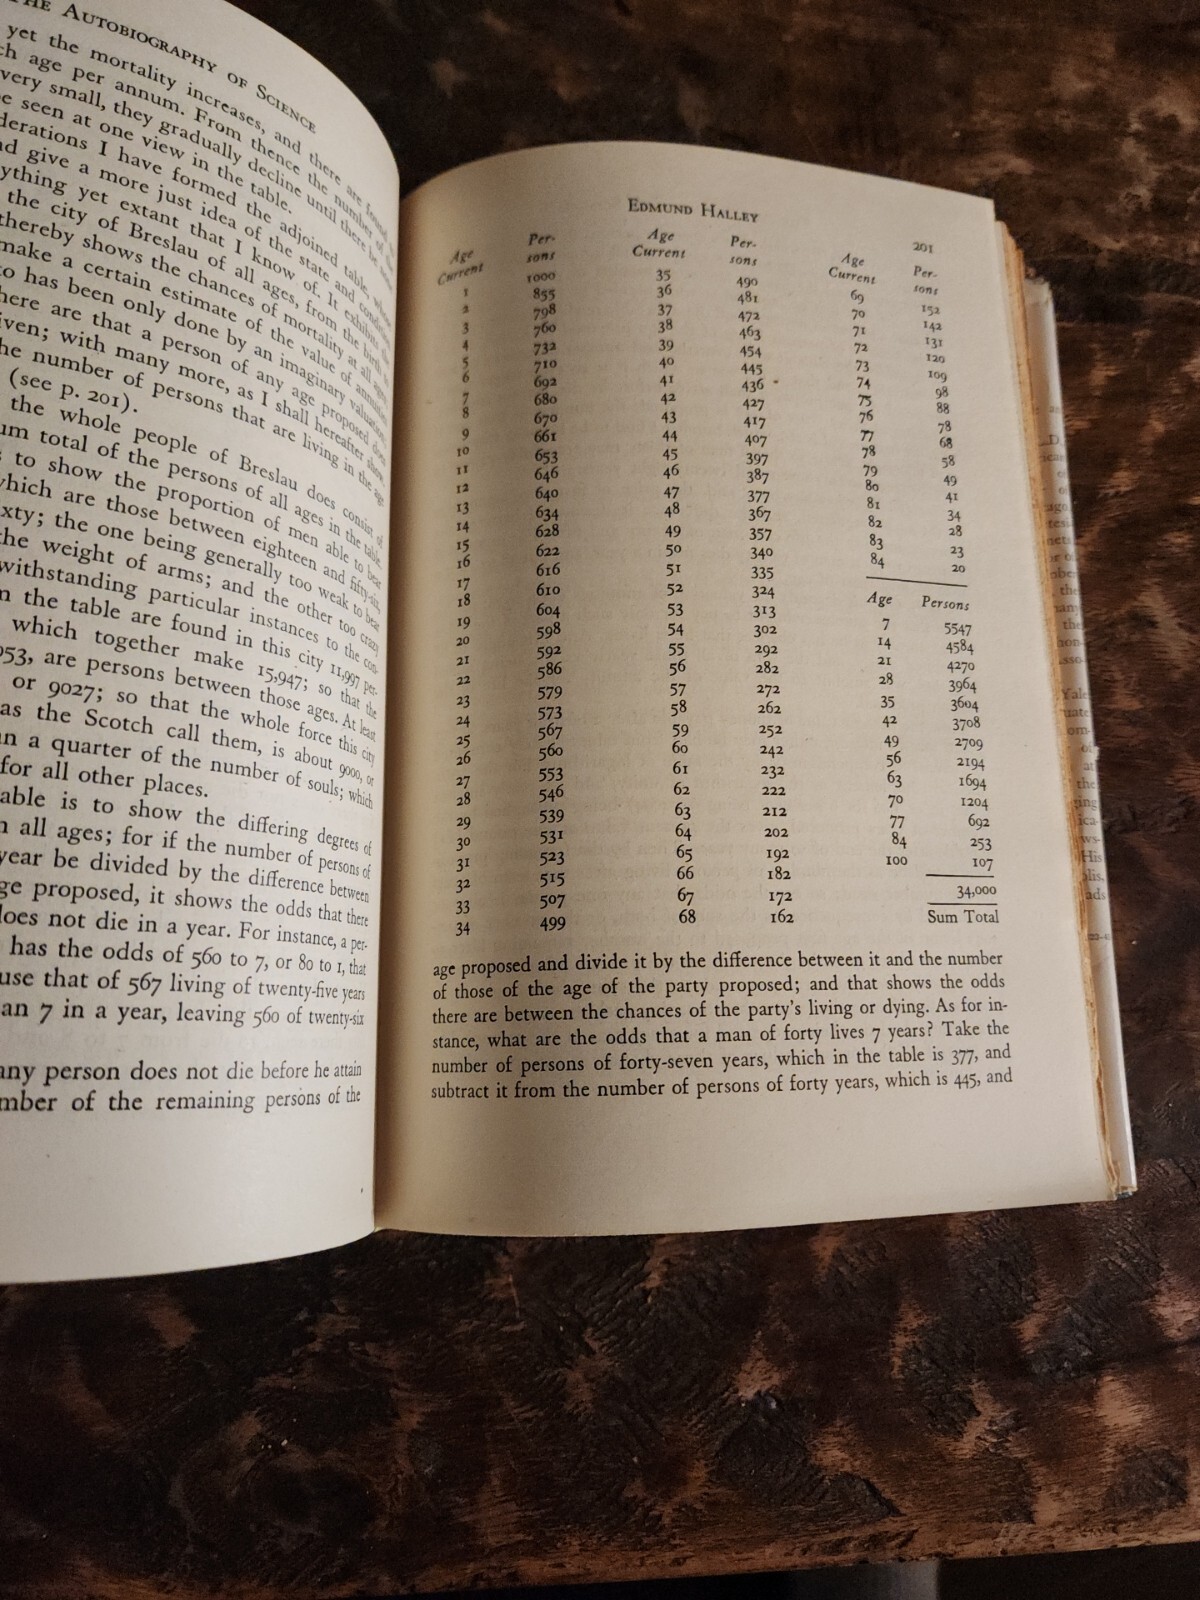 THE AUTOBIOGRAPHY OF SCIENCE
yet the mortality increases, and there are found
age per annum. From thence the number of the
very small, they gradually decline until there be
seen at one view in the table.
I have formed the adjoined table, whose
give a more just idea of the state and condition
yet extant that I know of. It exhibits the
the city of Breslau of all ages, from the birth to
thereby shows the chances of mortality at all ages
make a certain estimate of the value of annuities
has been only done by an imaginary valuation
are that a person of any age proposed does
with many more, as I shall hereafter show.
the number of persons that are living in the age
(see p. 201).
the whole people of Breslau does consist of
total of the persons of all ages in the table.
to show the proportion of men able to bear
which are those between eighteen and fifty-six,
the one being generally too weak to bear
the weight of arms; and the other too crazy
particular instances to the con-
the table are found in this city 11,997 per-
which together make 15,947; so that the
are persons between those ages. At least
or 9027; so that the whole force this city
as the Scotch call them, is about 9000, or
a quarter of the number of souls; which
for all other places.
is to show the differing degrees of
all ages; for if the number of persons of
year be divided by the difference between
proposed, it shows the odds that there
does not die in a year. For instance, a per-
has the odds of 560 to 7, or 80 to 1, that
that of 567 living of twenty-five years
7 in a year, leaving 560 of twenty-six
any person does not die before he attain
of the remaining persons of the
EDMUND HALLEY 201
Age Current Per-sons Age Current Per-sons Age Current Per-sons
1 1000 35 490 69 152
2 855 36 481 70 142
3 798 37 472 71 131
4 760 38 463 72 120
5 732 39 454 73 109
6 710 40 445 74 98
7 692 41 436 75 88
8 680 42 427 76 78
9 670 43 417 77 68
10 661 44 407 78 58
11 653 45 397 79 49
12 646 46 387 80 41
13 640 47 377 81 34
14 634 48 367 82 28
15 628 49 357 83 23
16 622 50 340 84 20
17 616 51 335
18 610 52 324 Age Persons
19 604 53 313 7 5547
20 598 54 302 14 4584
21 592 55 292 21 4270
22 586 56 282 28 3964
23 579 57 272 35 3604
24 573 58 262 42 3708
25 567 59 252 49 2709
26 560 60 242 56 2194
27 553 61 232 63 1694
28 546 62 222 70 1204
29 539 63 212 77 692
30 531 64 202 84 253
31 523 65 192 100 107
32 515 66 182
33 507 67 172 34,000
34 499 68 162 Sum Total
age proposed and divide it by the difference between it and the number
of those of the age of the party proposed; and that shows the odds
there are between the chances of the party's living or dying. As for in-
stance, what are the odds that a man of forty lives 7 years? Take the
number of persons of forty-seven years, which in the table is 377, and
subtract it from the number of persons of forty years, which is 445, and